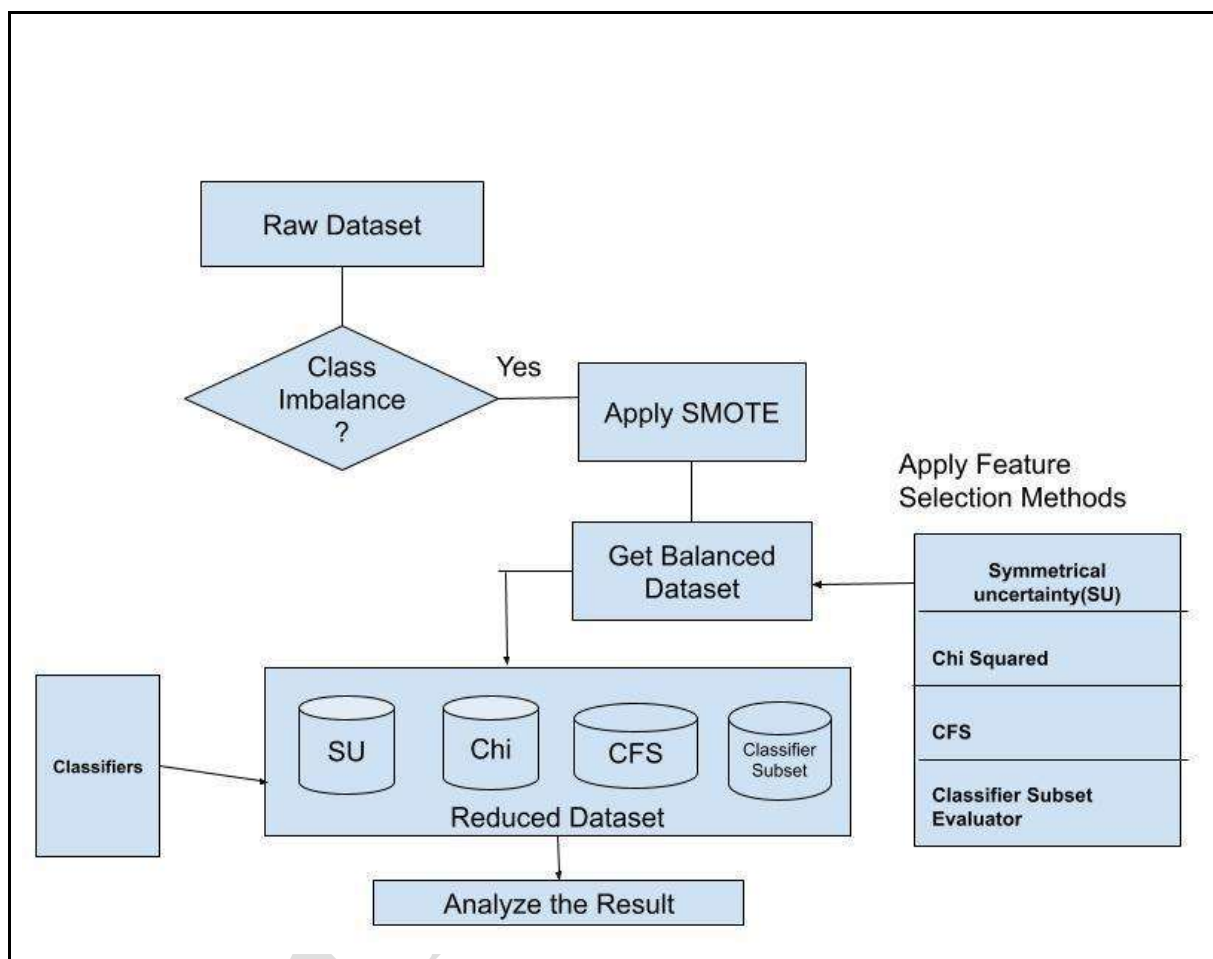 Raw Dataset
Class
Imbalance
?
Yes
Apply SMOTE
Apply Feature
Selection Methods
Get Balanced
Dataset
Symmetrical
uncertainty(SU)
Chi Squared
CFS
Classifier Subset
Evaluator
Classifiers
SU
Chi
CFS
Classifier
Subset
Reduced Dataset
Analyze the Result